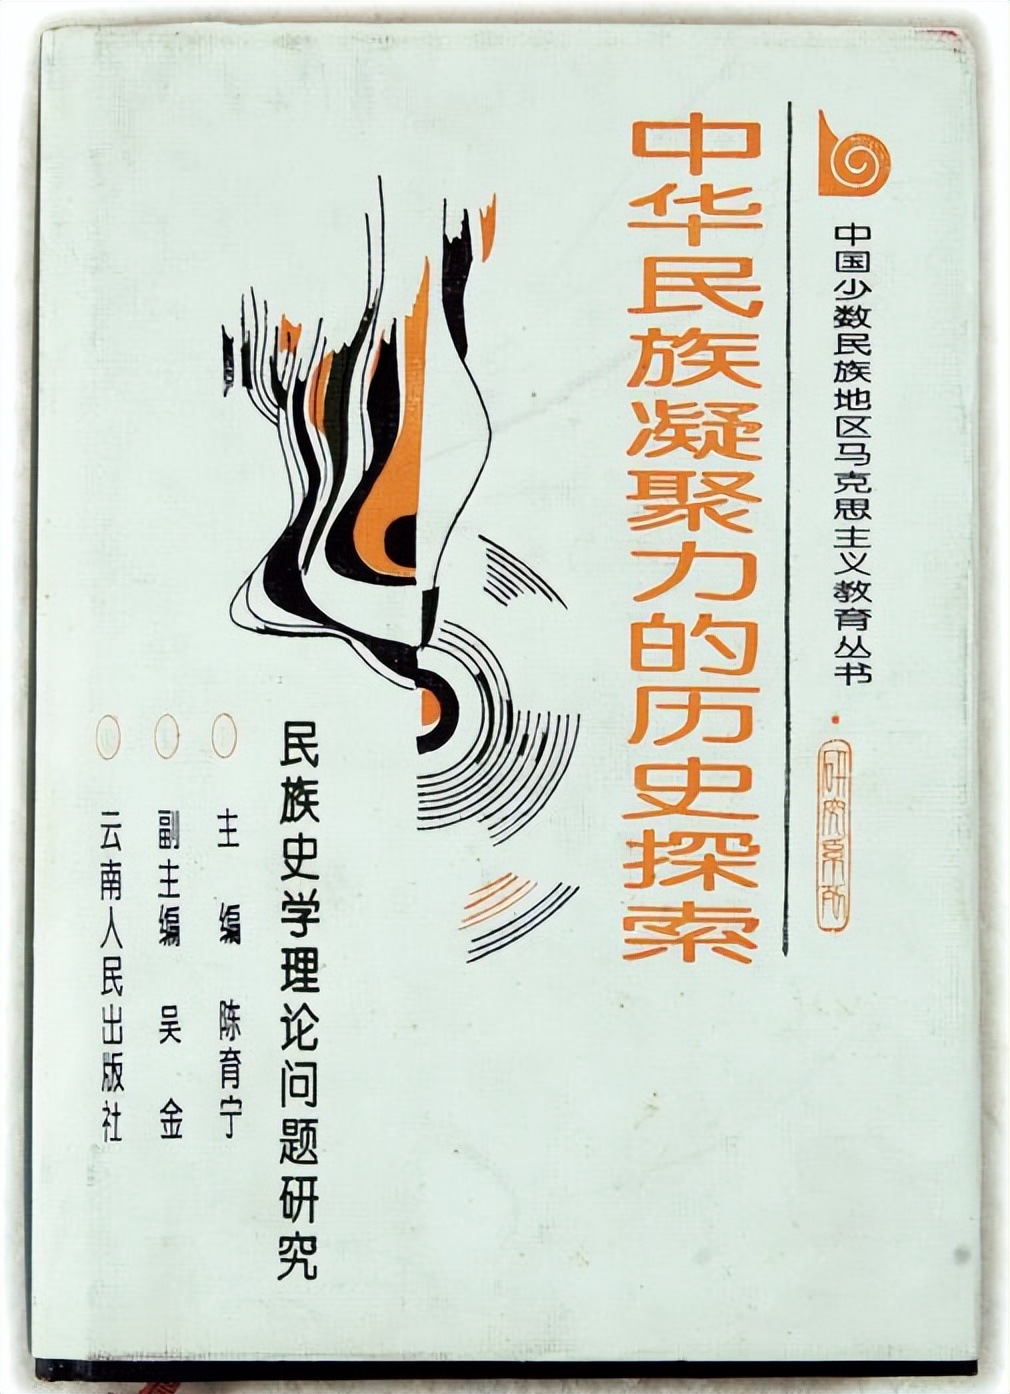 中国少数民族地区马克思主义教育丛书
研究系列
中华民族凝聚力的历史探索
民族史学理论问题研究
主 编 陈育宁
副主编 吴 金
云南人民出版社